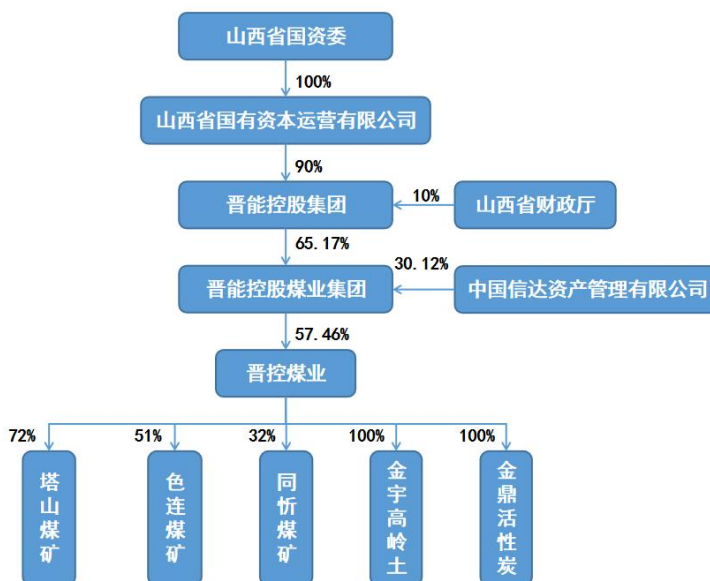 山西省国资委
100%
山西省国有资本运营有限公司
90%
晋能控股集团
10%
山西省财政厅
65.17%
30.12%
晋能控股煤业集团
中国信达资产管理有限公司
57.46%
晋控煤业
72%
51%
32%
100%
100%
塔山煤矿
色连煤矿
同忻煤矿
金宇高岭土
金鼎活性炭